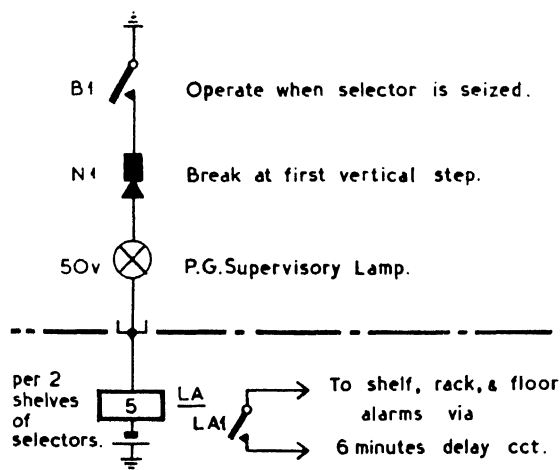 B1 Operate when selector is seized.
N1 Break at first vertical step.
50v P.G. Supervisory Lamp.
per 2
shelves
of
selectors.
5
LA
LA1
To shelf, rack, & floor
alarms via
6 minutes delay cct.